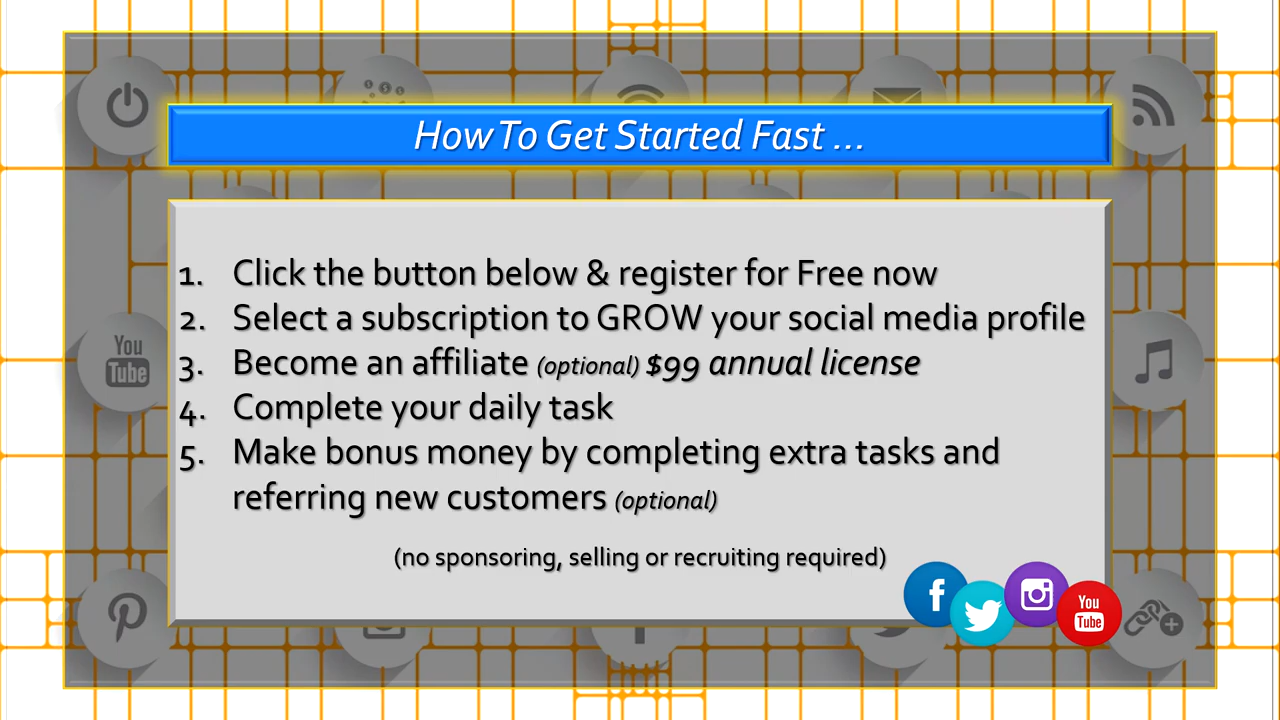 How To Get Started Fast ...
1. Click the button below & register for Free now
2. Select a subscription to GROW your social media profile
3. Become an affiliate (optional) $99 annual license
4. Complete your daily task
5. Make bonus money by completing extra tasks and
referring new customers (optional)
(no sponsoring, selling or recruiting required)
You
Tube
You
Tube